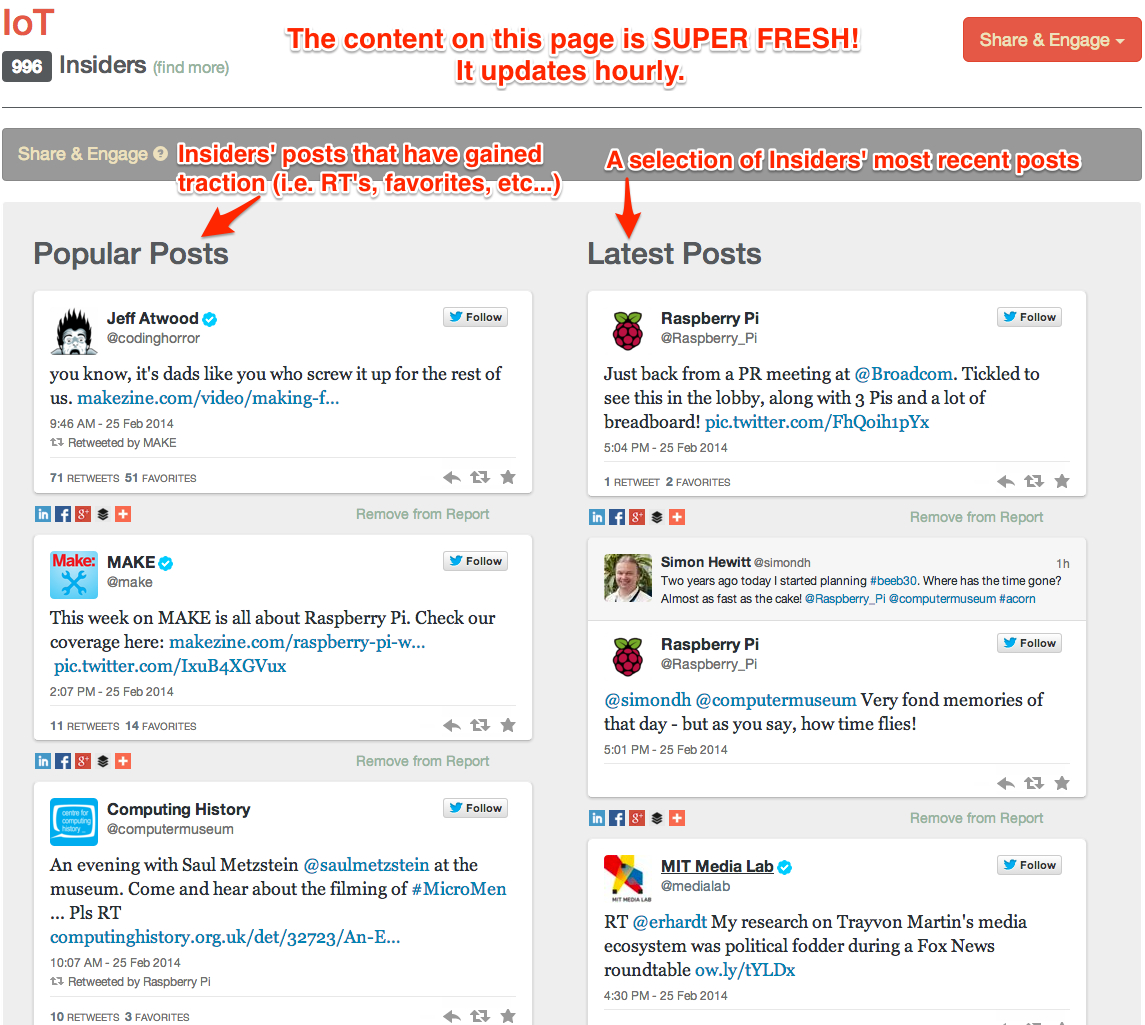 IoT
The content on this page is SUPER FRESH!
It updates hourly.
Share & Engage
996 Insiders (find more)
Share & Engage ?
Insiders' posts that have gained
traction (i.e. RT's, favorites, etc...)
A selection of Insiders' most recent posts
Popular Posts
Jeff Atwood
@codinghorror
Follow
you know, it's dads like you who screw it up for the rest of
us. makezine.com/video/making-f...
9:46 AM - 25 Feb 2014
Retweeted by MAKE
71 RETWEETS 51 FAVORITES
in f g+ +
Remove from Report
Make:
MAKE
@make
Follow
This week on MAKE is all about Raspberry Pi. Check our
coverage here: makezine.com/raspberry-pi-w...
pic.twitter.com/IxuB4XGVux
2:07 PM - 25 Feb 2014
11 RETWEETS 14 FAVORITES
in f g+ +
Remove from Report
centre for
computing
history
Computing History
@computermuseum
Follow
An evening with Saul Metzstein @saulmetzstein at the
museum. Come and hear about the filming of #MicroMen
... Pls RT
computinghistory.org.uk/det/32723/An-E...
10:07 AM - 25 Feb 2014
Retweeted by Raspberry Pi
10 RETWEETS 3 FAVORITES
Latest Posts
Raspberry Pi
@Raspberry_Pi
Follow
Just back from a PR meeting at @Broadcom. Tickled to
see this in the lobby, along with 3 Pis and a lot of
breadboard! pic.twitter.com/FhQoih1pYx
5:04 PM - 25 Feb 2014
1 RETWEET 2 FAVORITES
in f g+ +
Remove from Report
Simon Hewitt @simondh
1h
Two years ago today I started planning #beeb30. Where has the time gone?
Almost as fast as the cake! @Raspberry_Pi @computermuseum #acorn
Raspberry Pi
@Raspberry_Pi
Follow
@simondh @computermuseum Very fond memories of
that day - but as you say, how time flies!
5:01 PM - 25 Feb 2014
in f g+ +
Remove from Report
MIT MEDIA LAB
MIT Media Lab
@medialab
Follow
RT @erhardt My research on Trayvon Martin's media
ecosystem was political fodder during a Fox News
roundtable ow.ly/tYLDx
4:30 PM - 25 Feb 2014